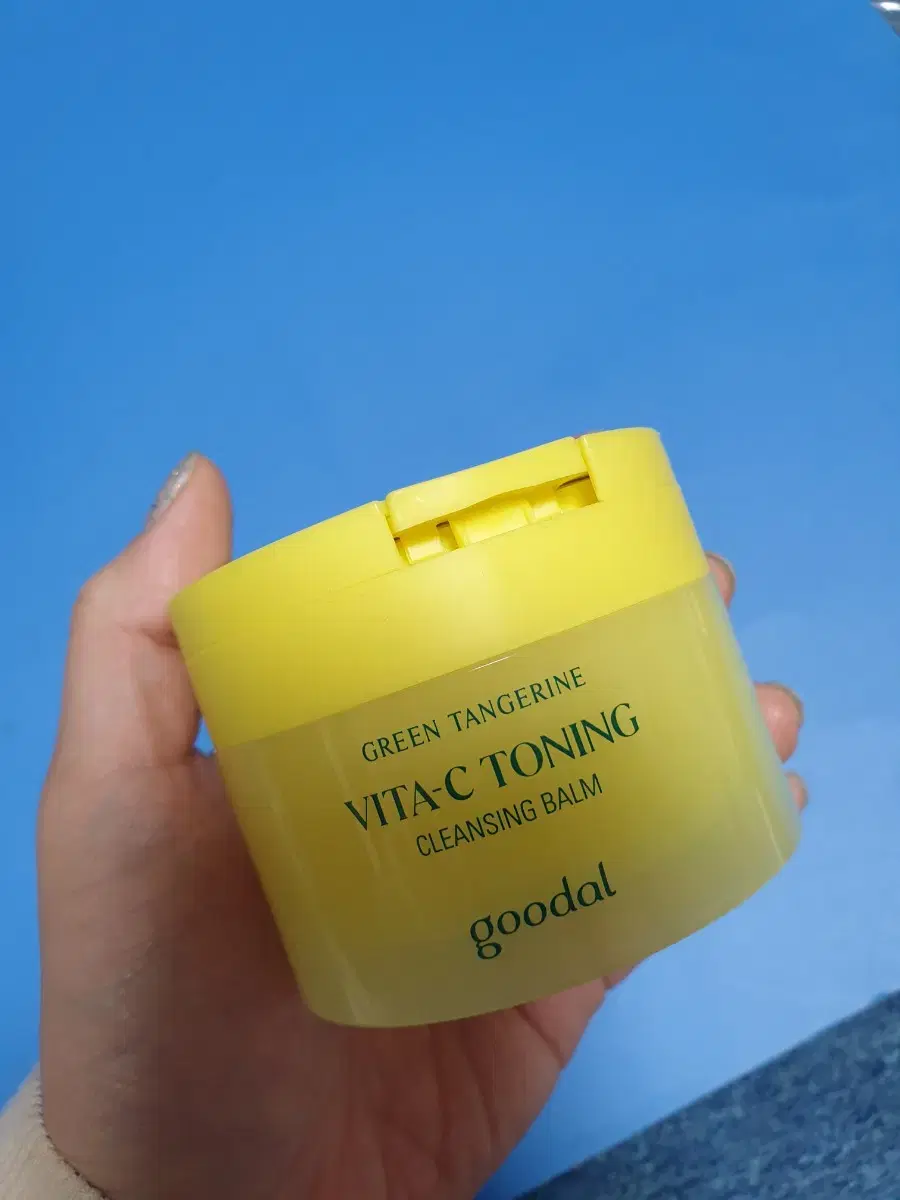 GREEN TANGERINE
VITA-C TONING
CLEANSING BALM
goodal